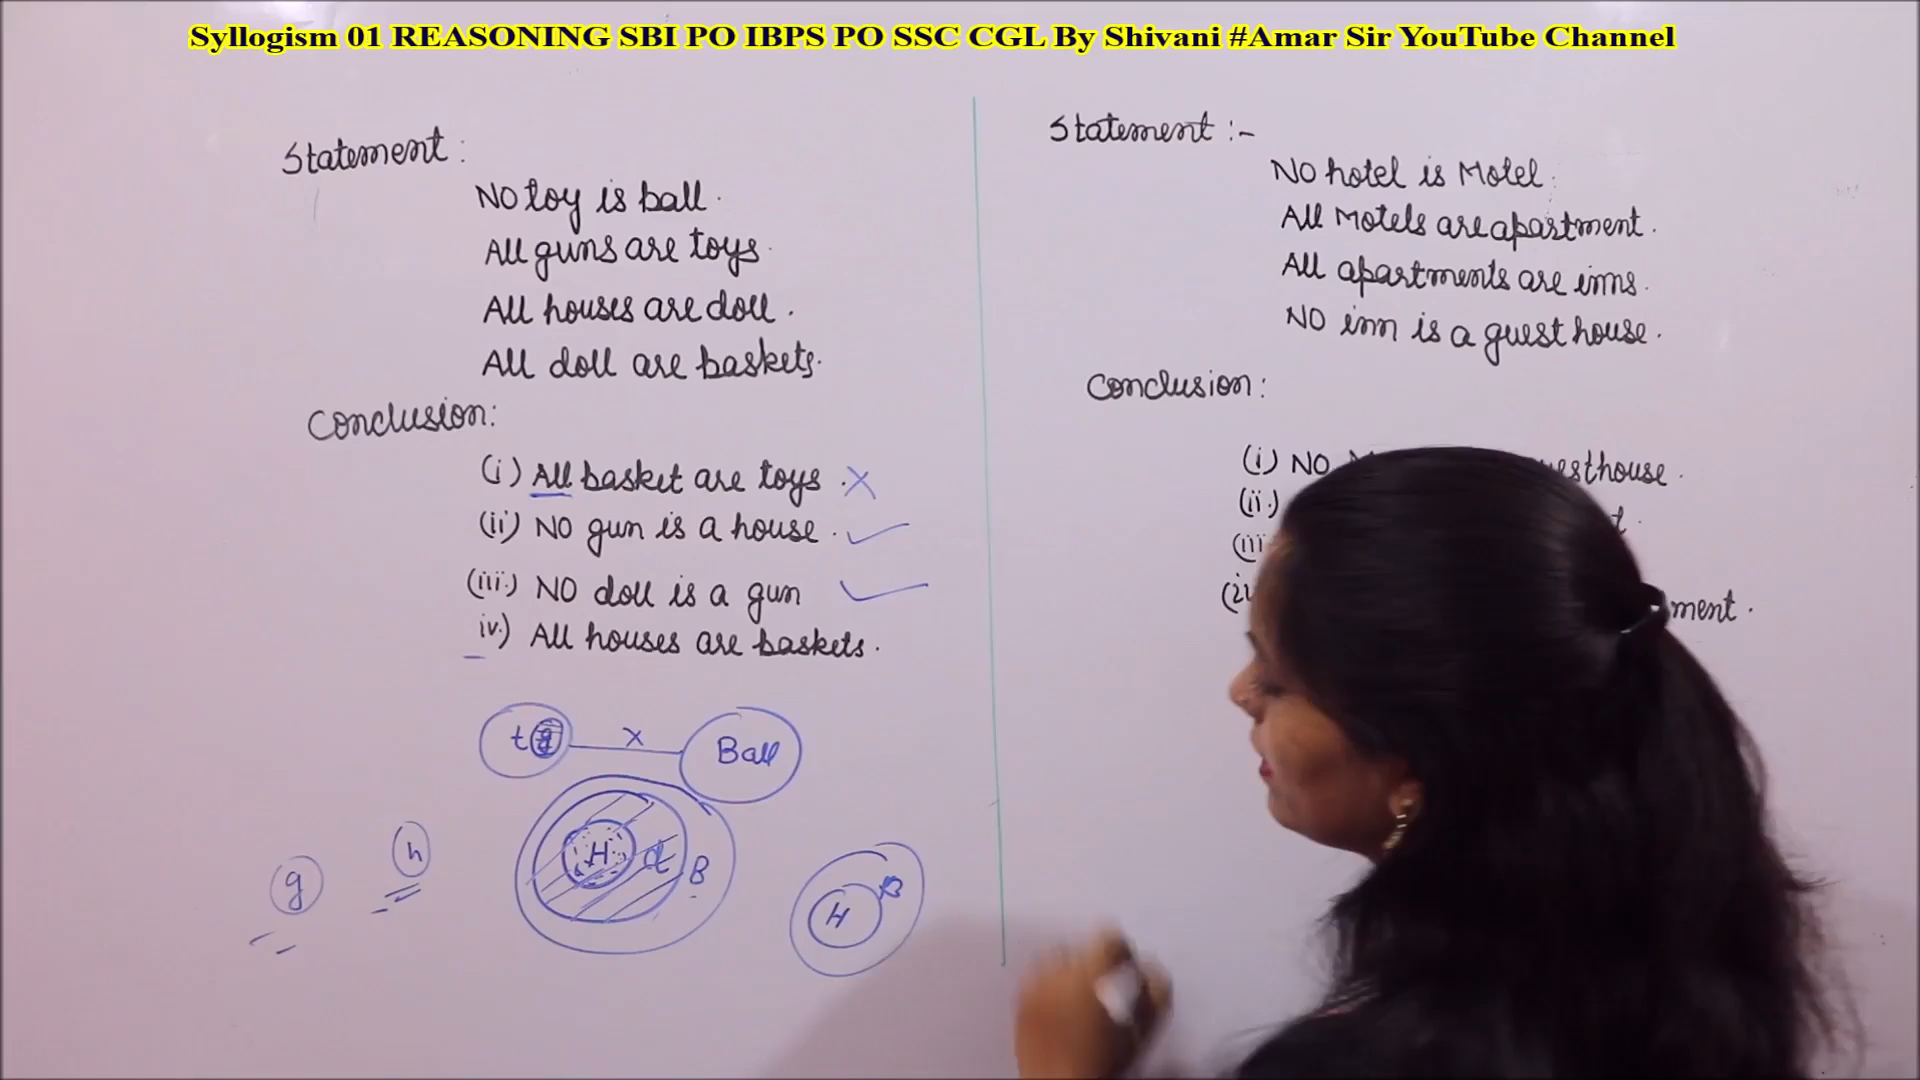 Syllogism 01 REASONING SBI PO IBPS PO SSC CGL By Shivani #Amar Sir YouTube Channel
Statement :
NO toy is ball.
All guns are toys.
All houses are doll.
All doll are baskets.
Conclusion:
(i) All basket are toys. X
(ii) NO gun is a house.
(iii.) NO doll is a gun
iv.) All houses are baskets.
t g X Ball
H d B
g
h
H B
Statement :-
NO hotel is Motel.
All Motels are apartment.
All apartments are inns.
NO inn is a guest house.
Conclusion:
(i) NO
(ii.)
(iii
(iv
ment.